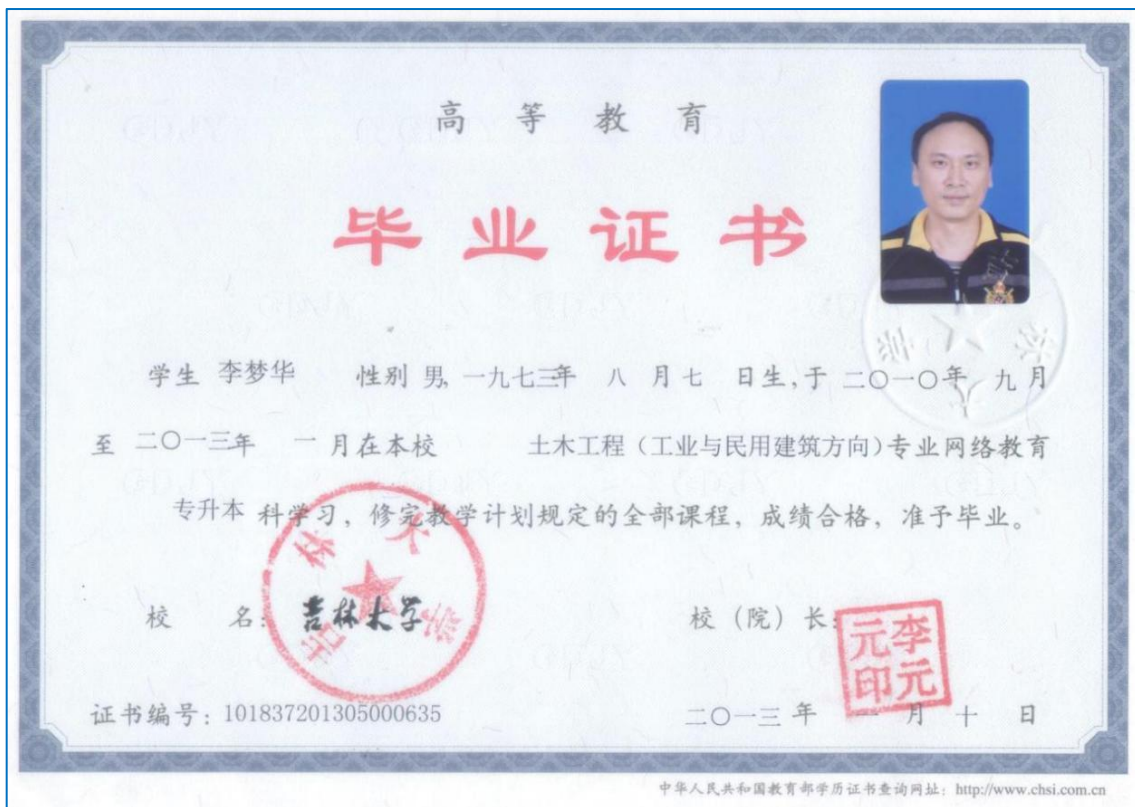 高等教育
毕业证书
学生 李梦华 性别 男, 一九七三年 八 月 七 日生, 于 二〇一〇年 九 月
至 二〇一三年 一 月在本校 土木工程（工业与民用建筑方向）专业网络教育
专升本 科学习，修完教学计划规定的全部课程，成绩合格，准予毕业。
校 名: 吉林大学 校（院）长:
吉林大学
李元元印
证书编号: 101837201305000635 二〇一三 年 一 月 十 日
中华人民共和国教育部学历证书查询网址: http://www.chsi.com.cn